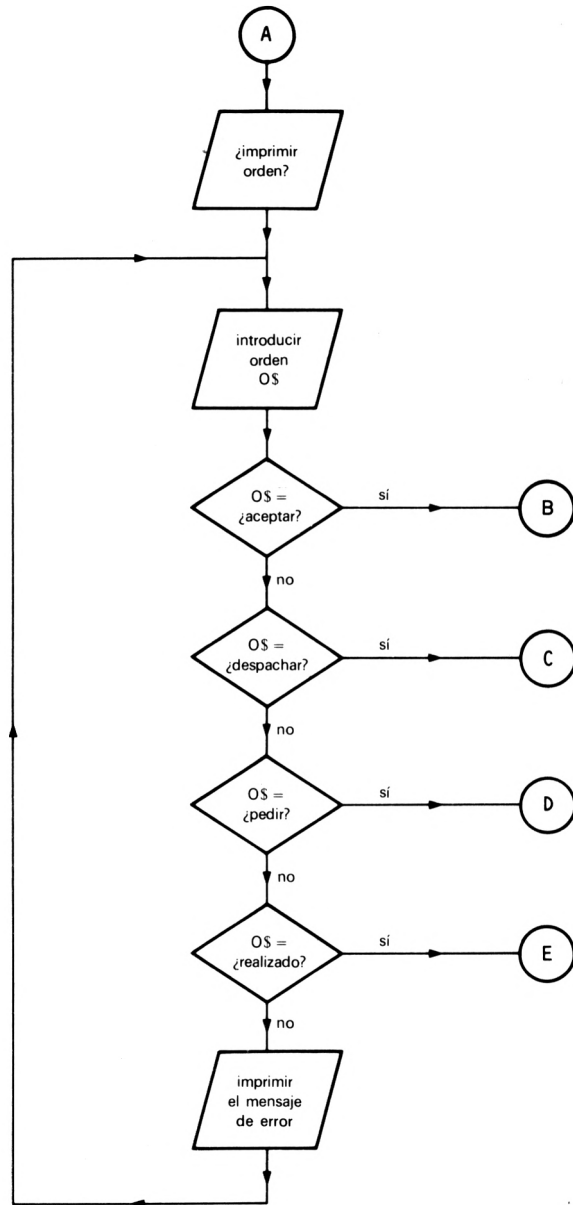 A
¿imprimir
orden?
introducir
orden
O$
O$ =
¿aceptar?
sí
B
no
O$ =
¿despachar?
sí
C
no
O$ =
¿pedir?
sí
D
no
O$ =
¿realizado?
sí
E
no
imprimir
el mensaje
de error